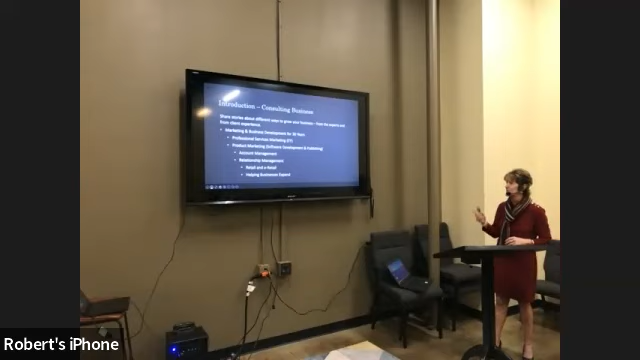 Introduction – Consulting Business
Share stories about different ways to grow your business – from the experts and
from client experience.
Marketing & Business Development for 30 Years
Professional Services Marketing
Product Marketing (Software Development & Publishing)
Account Management
Relationship Management
Retail and e-Retail
Helping Businesses Expand
Robert's iPhone